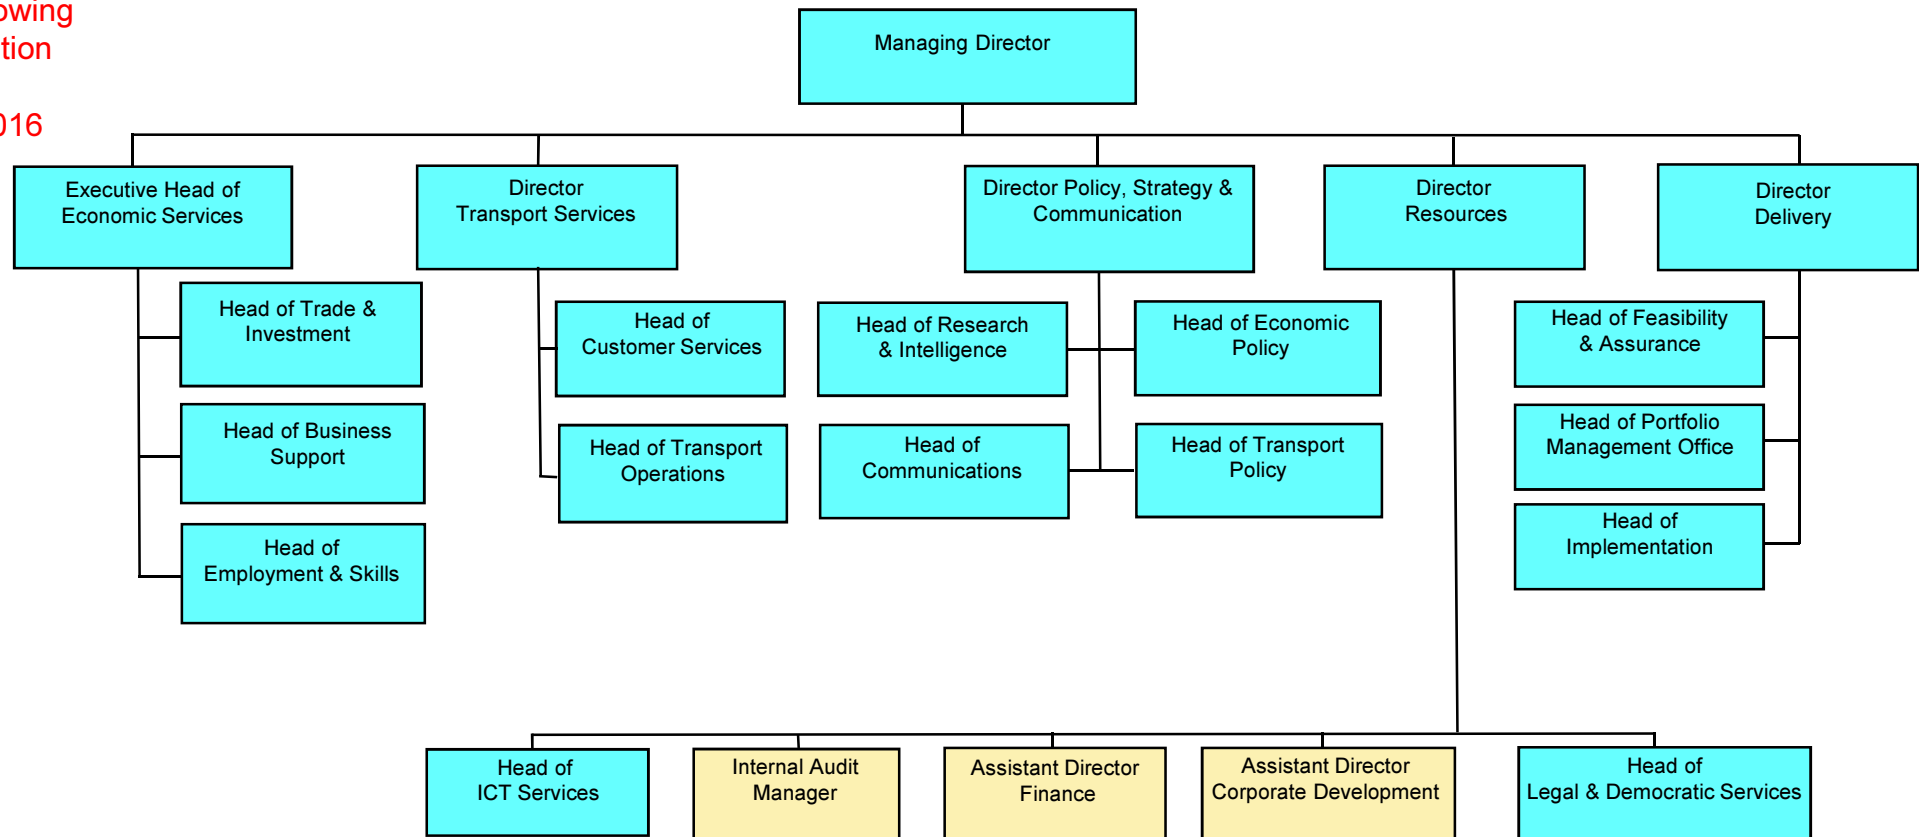 Managing Director
Executive Head of
Economic Services
Director
Transport Services
Director Policy, Strategy &
Communication
Director
Resources
Director
Delivery
Head of Trade &
Investment
Head of Business
Support
Head of
Employment & Skills
Head of
Customer Services
Head of Transport
Operations
Head of Research
& Intelligence
Head of Economic
Policy
Head of
Communications
Head of Transport
Policy
Head of Feasibility
& Assurance
Head of Portfolio
Management Office
Head of
Implementation
Head of
ICT Services
Internal Audit
Manager
Assistant Director
Finance
Assistant Director
Corporate Development
Head of
Legal & Democratic Services